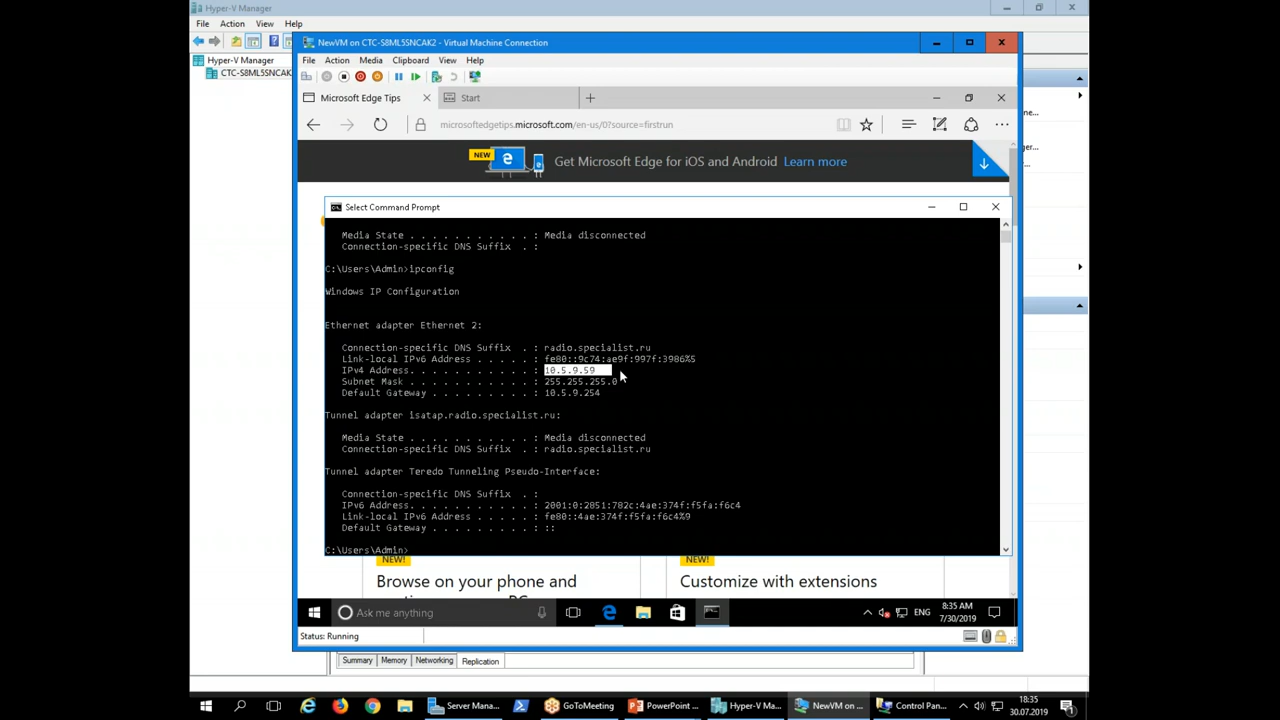 Hyper-V Manager
File Action View Help
Hyper-V Manager
CTC-S8ML5SNCAK
NewVM on CTC-S8ML5SNCAK2 - Virtual Machine Connection
File Action Media Clipboard View Help
Microsoft Edge Tips
Start
microsoftedgetips.microsoft.com/en-us/0?source=firstrun
NEW
Get Microsoft Edge for iOS and Android Learn more
Select Command Prompt
Media State . . . . . . . . . . . : Media disconnected
Connection-specific DNS Suffix . :
C:\Users\Admin>ipconfig
Windows IP Configuration
Ethernet adapter Ethernet 2:
Connection-specific DNS Suffix . : radio.specialist.ru
Link-local IPv6 Address . . . . . : fe80::9c74:ae9f:997f:3986%5
IPv4 Address. . . . . . . . . . . : 10.5.9.59
Subnet Mask . . . . . . . . . . . : 255.255.255.0
Default Gateway . . . . . . . . . : 10.5.9.254
Tunnel adapter isatap.radio.specialist.ru:
Media State . . . . . . . . . . . : Media disconnected
Connection-specific DNS Suffix . : radio.specialist.ru
Tunnel adapter Teredo Tunneling Pseudo-Interface:
Connection-specific DNS Suffix . :
IPv6 Address. . . . . . . . . . . : 2001:0:2851:782c:4ae:374f:f5fa:f6c4
Link-local IPv6 Address . . . . . : fe80::4ae:374f:f5fa:f6c4%9
Default Gateway . . . . . . . . . : ::
C:\Users\Admin>
ne...
ger...
NEW!
NEW!
Browse on your phone and
Customize with extensions
Ask me anything
ENG
8:35 AM
7/30/2019
Status: Running
Summary Memory Networking Replication
Server Mana...
GoToMeeting
PowerPoint ...
Hyper-V Ma...
NewVM on ...
Control Pan...
ENG
18:35
30.07.2019
1